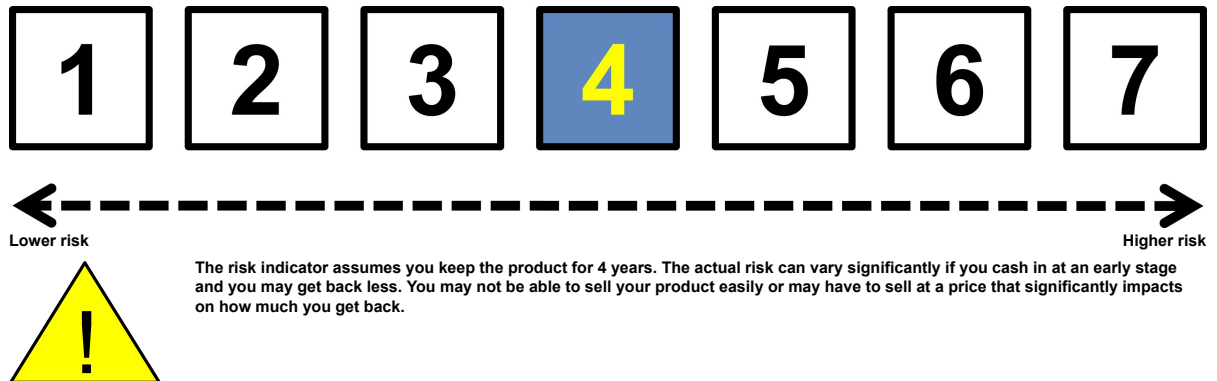 1 2 3 4 5 6 7
Lower risk Higher risk
The risk indicator assumes you keep the product for 4 years. The actual risk can vary significantly if you cash in at an early stage
and you may get back less. You may not be able to sell your product easily or may have to sell at a price that significantly impacts
on how much you get back.
!